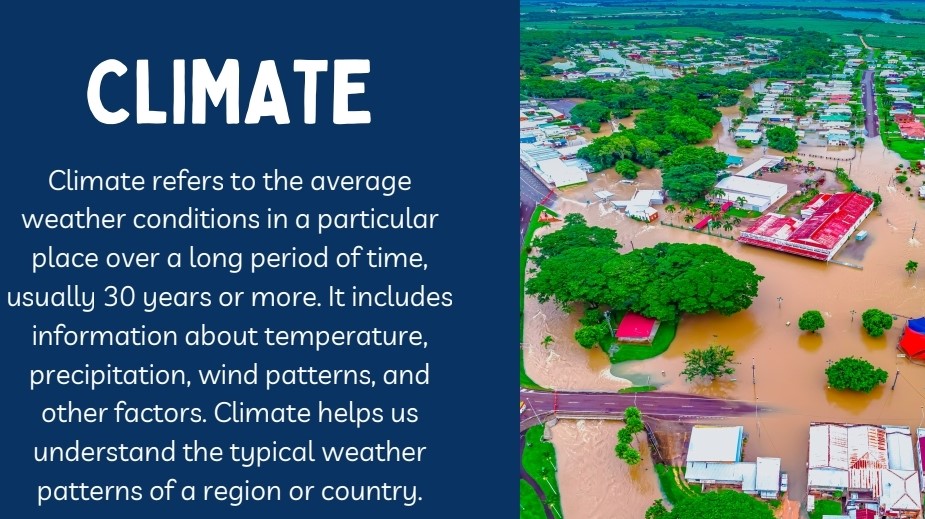 CLIMATE
Climate refers to the average
weather conditions in a particular
place over a long period of time,
usually 30 years or more. It includes
information about temperature,
precipitation, wind patterns, and
other factors. Climate helps us
understand the typical weather
patterns of a region or country.